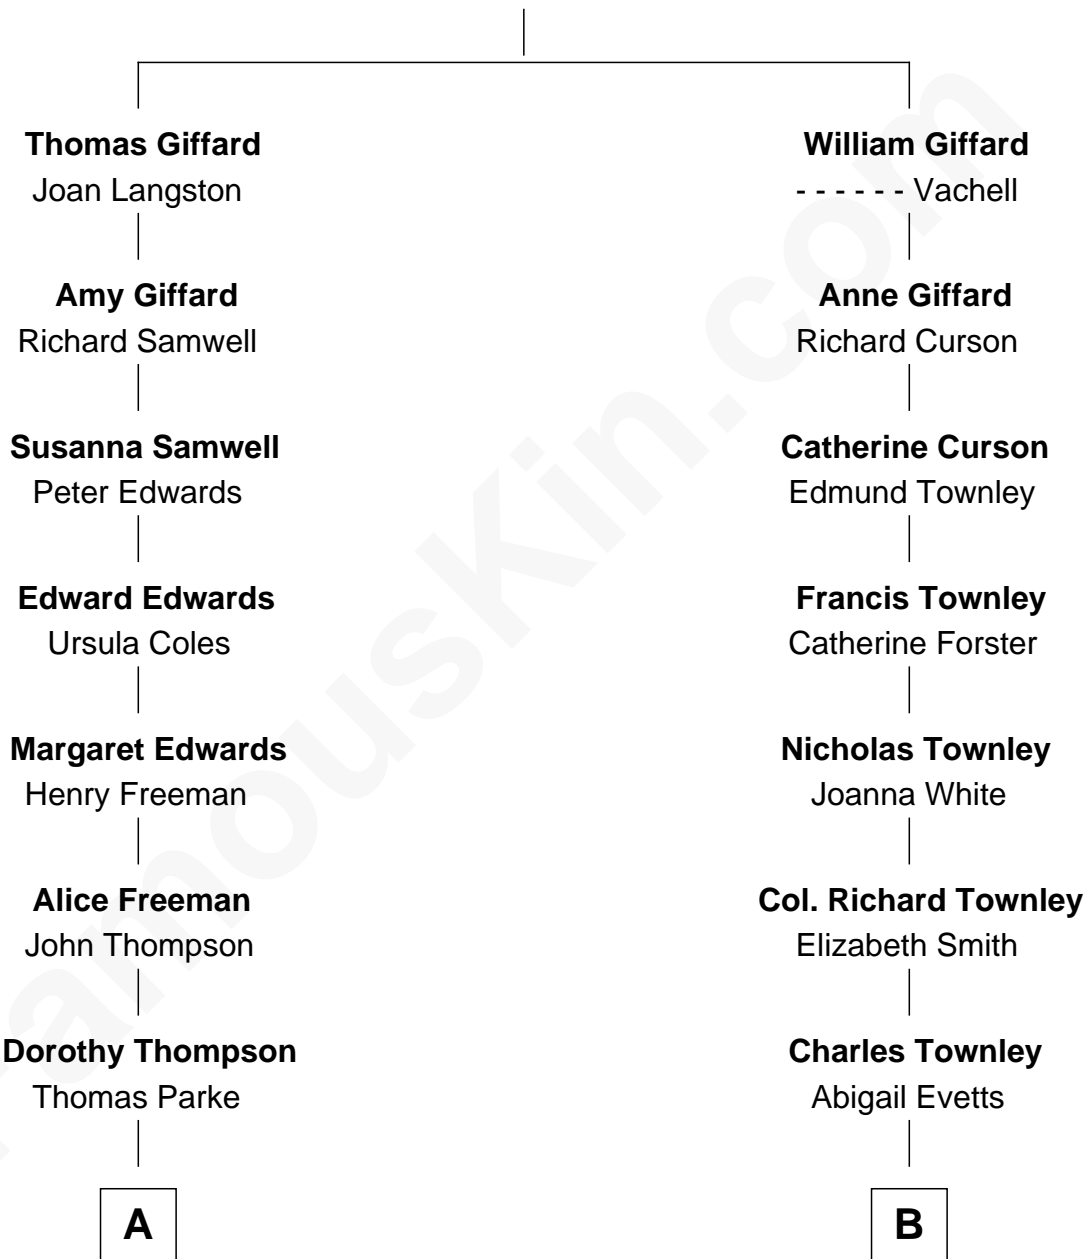 Thomas Giffard
Joan Langston
Amy Giffard
Richard Samwell
Susanna Samwell
Peter Edwards
Edward Edwards
Ursula Coles
Margaret Edwards
Henry Freeman
Alice Freeman
John Thompson
Dorothy Thompson
Thomas Parke
A
William Giffard
- - - - - - Vachell
Anne Giffard
Richard Curson
Catherine Curson
Edmund Townley
Francis Townley
Catherine Forster
Nicholas Townley
Joanna White
Col. Richard Townley
Elizabeth Smith
Charles Townley
Abigail Evetts
B
FamousKin.com